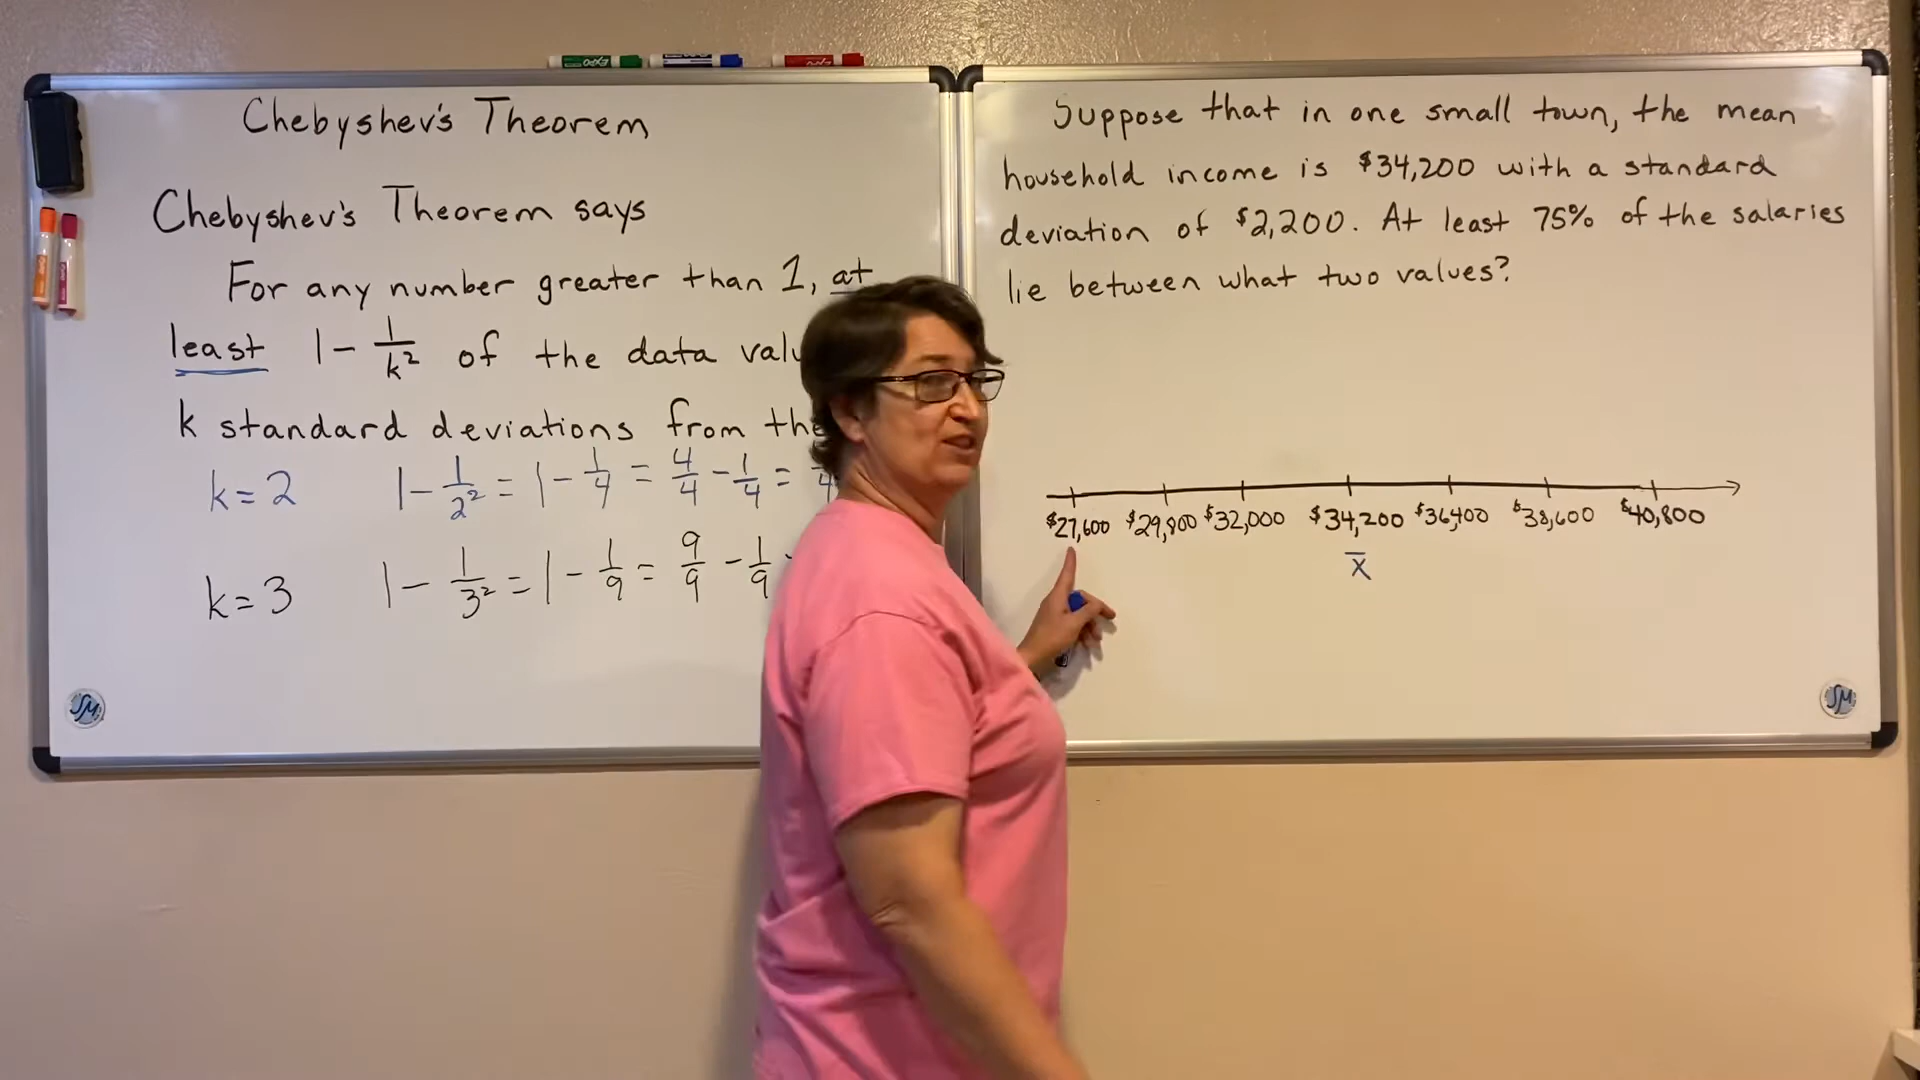 Chebyshev's Theorem
Chebyshev's Theorem says
For any number greater than 1, at
least 1 - 1/k² of the data
k standard deviations from
k = 2 1 - 1/2² = 1 - 1/4 = 4/4 - 1/4 =
k = 3 1 - 1/3² = 1 - 1/9 = 9/9 - 1/9
SM
Suppose that in one small town, the mean
household income is $34,200 with a standard
deviation of $2,200. At least 75% of the salaries
lie between what two values?
$27,600 $29,800 $32,000 $34,200 $36,400 $38,600 $40,800
x̄
SM
EXPO
EXPO